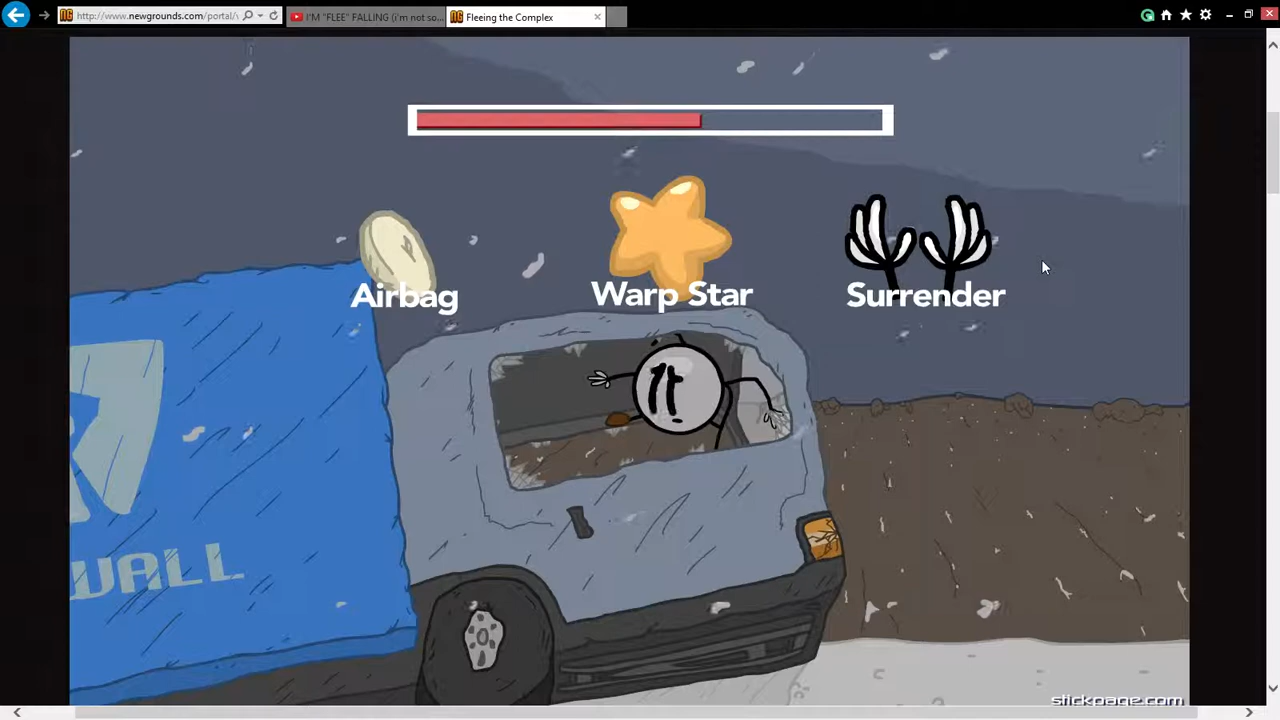 http://www.newgrounds.com/portal/v
I'M "FLEE" FALLING (i'm not so...
Fleeing the Complex
Airbag
Warp Star
Surrender
R
WALL
stickpage.com